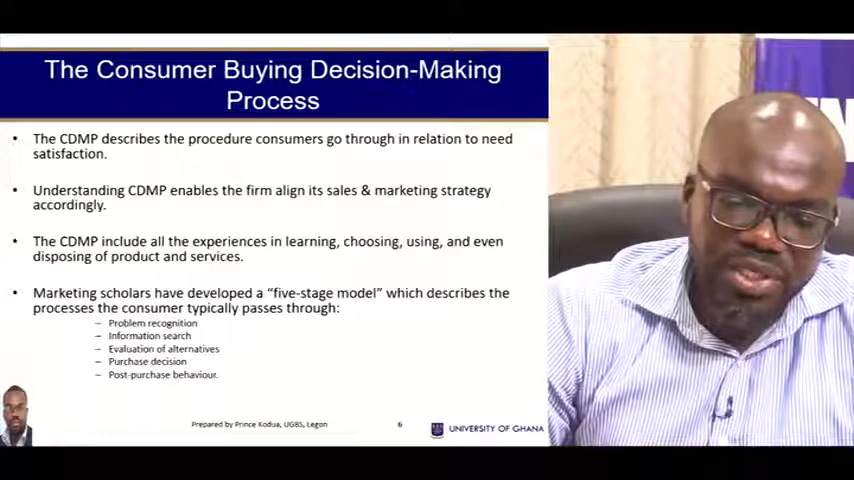 The Consumer Buying Decision-Making
Process
• The CDMP describes the procedure consumers go through in relation to need
satisfaction.
• Understanding CDMP enables the firm align its sales & marketing strategy
accordingly.
• The CDMP include all the experiences in learning, choosing, using, and even
disposing of product and services.
• Marketing scholars have developed a “five-stage model” which describes the
processes the consumer typically passes through:
– Problem recognition
– Information search
– Evaluation of alternatives
– Purchase decision
– Post-purchase behaviour.
Prepared by Prince Kodua, UGBS, Legon
6
UNIVERSITY OF GHANA